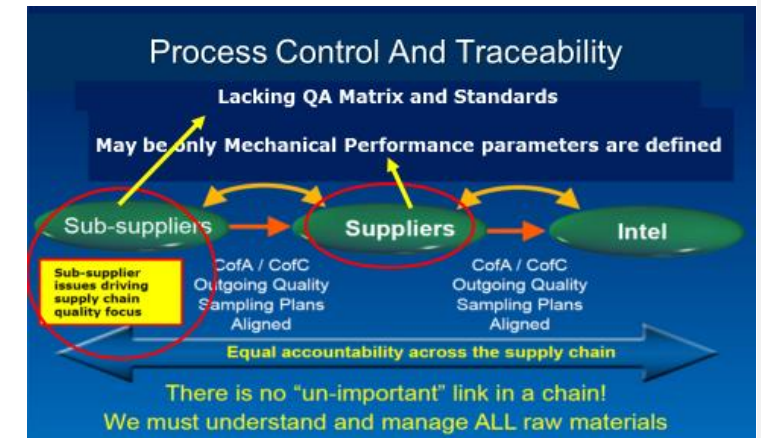 Process Control And Traceability
Lacking QA Matrix and Standards
May be only Mechanical Performance parameters are defined
Sub-suppliers
Suppliers
Intel
Sub-supplier
issues driving
supply chain
quality focus
CofA / CofC
Outgoing Quality
Sampling Plans
Aligned
CofA / CofC
Outgoing Quality
Sampling Plans
Aligned
Equal accountability across the supply chain
There is no “un-important” link in a chain!
We must understand and manage ALL raw materials